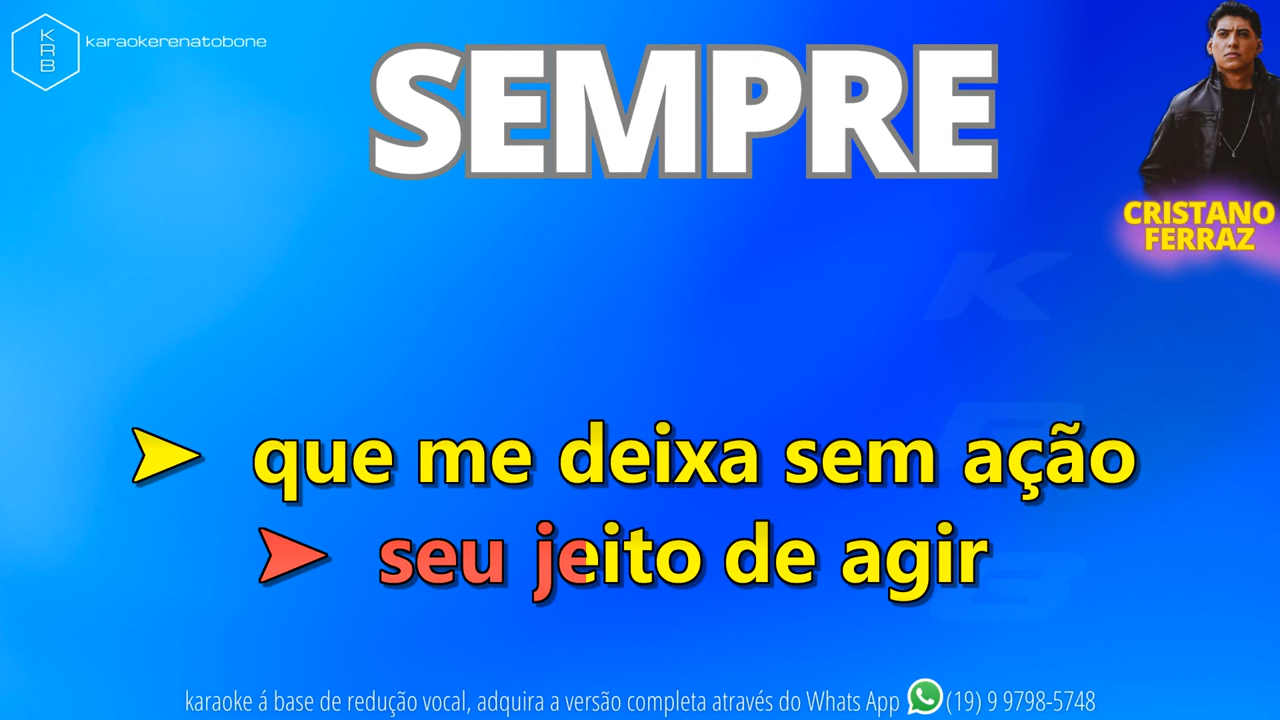 K
R
B
karaokerenatobone
SEMPRE
CRISTANO
FERRAZ
K
R
B
➤ que me deixa sem ação
➤ seu jeito de agir
karaoke á base de redução vocal, adquira a versão completa através do Whats App (19) 9 9798-5748